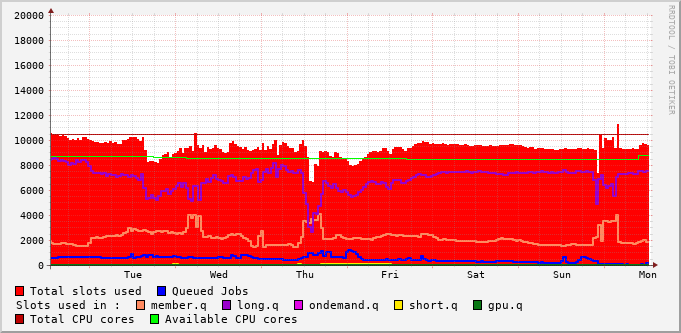 20000
18000
16000
14000
12000
10000
8000
6000
4000
2000
0
Tue Wed Thu Fri Sat Sun Mon
Total slots used Queued Jobs
Slots used in : member.q long.q ondemand.q short.q gpu.q
Total CPU cores Available CPU cores
RRDTOOL / TOBI OETIKER